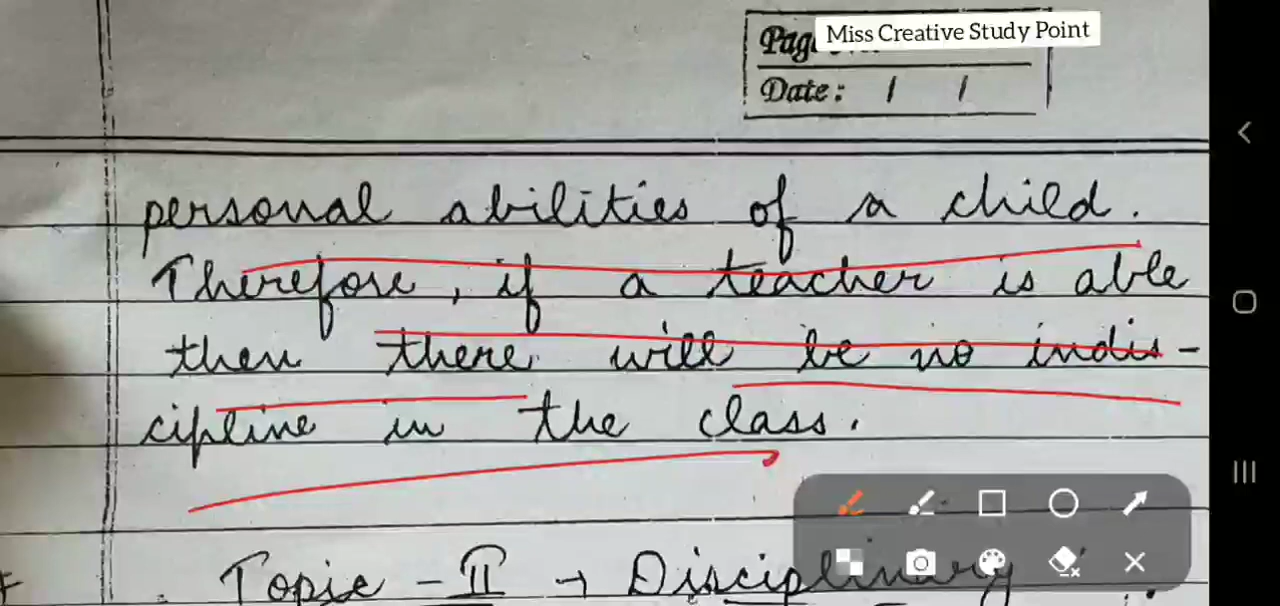 Miss Creative Study Point
Date: / /
personal abilities of a child.
Therefore, if a teacher is able
then there will be no indis-
cipline in the class.
Topic - II → Disciplinary